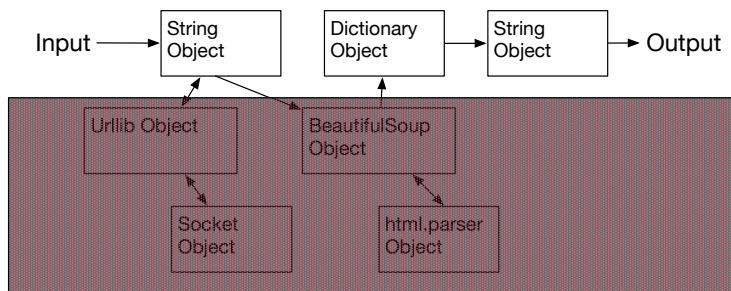 Input
String
Object
Dictionary
Object
String
Object
Output
Urllib Object
BeautifulSoup
Object
Socket
Object
html.parser
Object